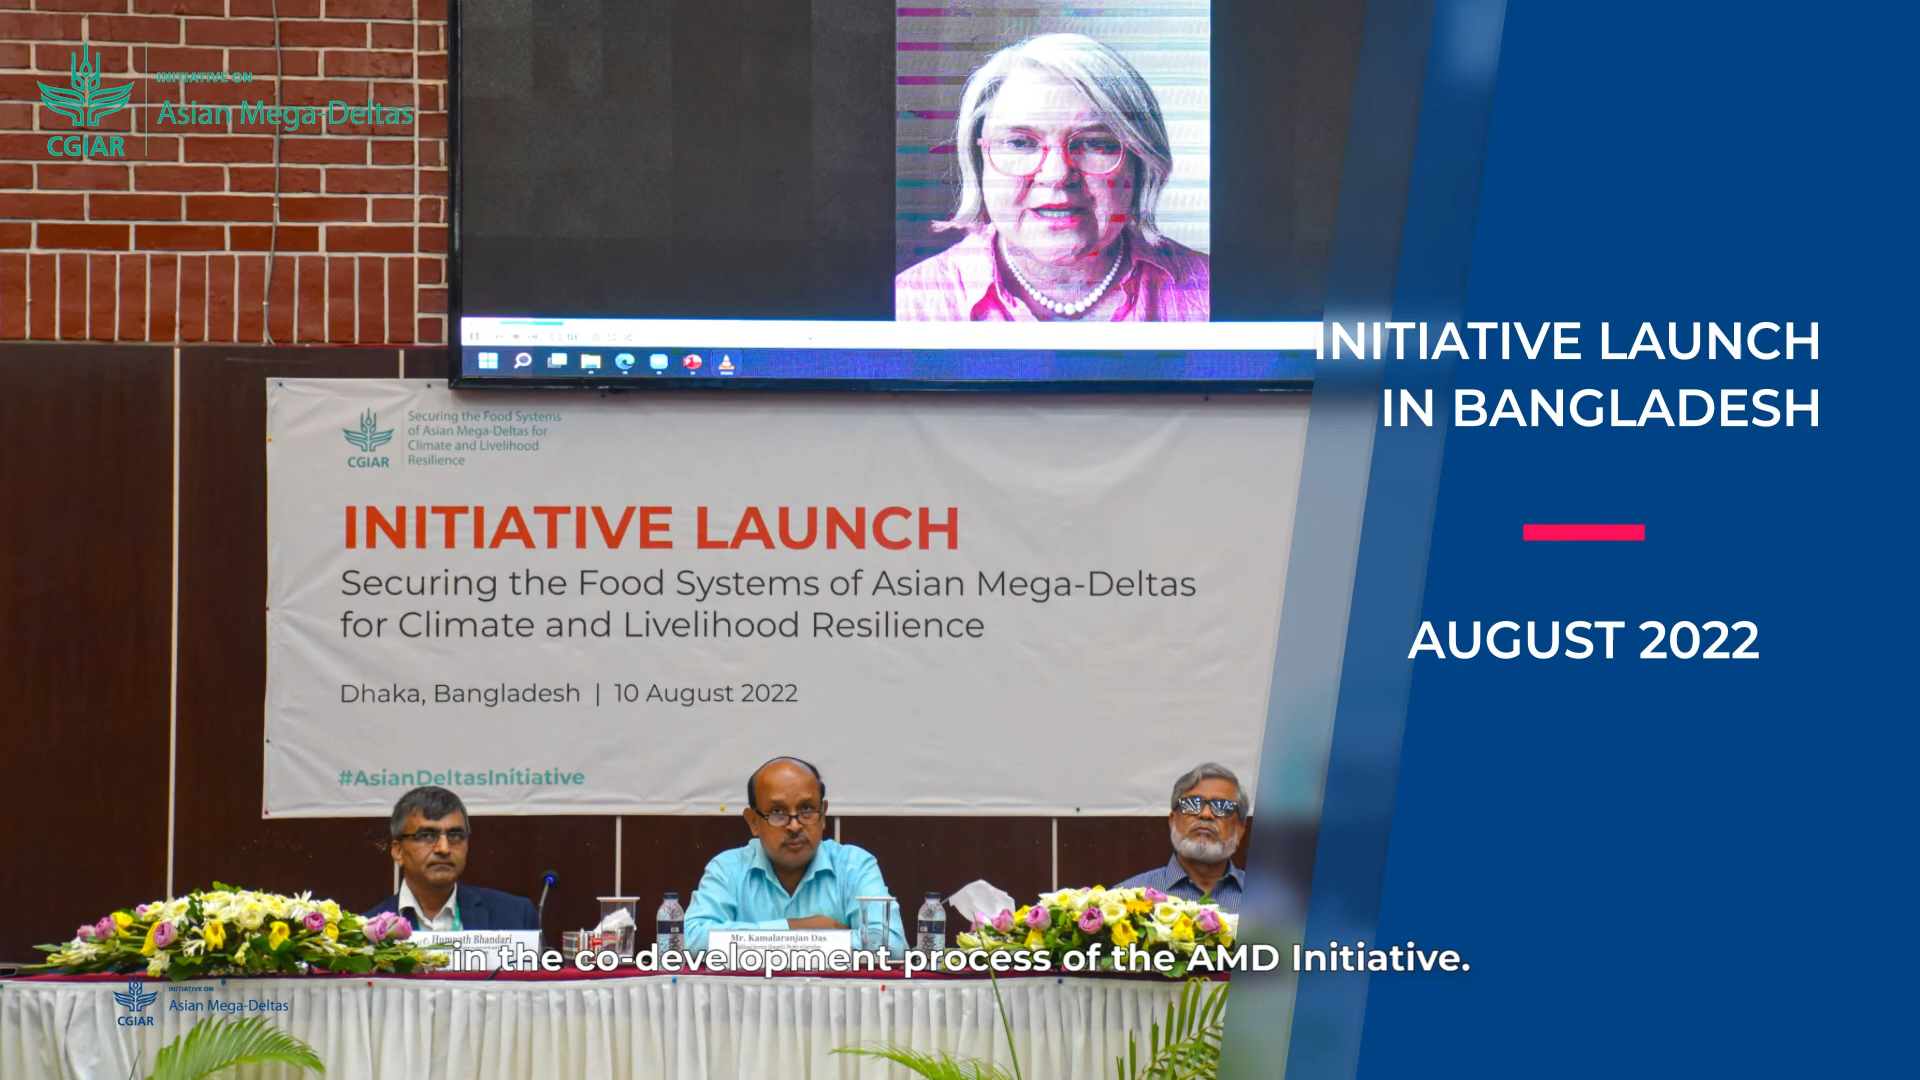 INITIATIVE ON
Asian Mega-Deltas
CGIAR
INITIATIVE LAUNCH
IN BANGLADESH
AUGUST 2022
Securing the Food Systems
of Asian Mega-Deltas for
Climate and Livelihood
Resilience
CGIAR
INITIATIVE LAUNCH
Securing the Food Systems of Asian Mega-Deltas
for Climate and Livelihood Resilience
Dhaka, Bangladesh | 10 August 2022
#AsianDeltasInitiative
Humnath Bhandari
Mr. Kamalaranjan Das
in the co-development process of the AMD Initiative.
INITIATIVE ON
Asian Mega-Deltas
CGIAR